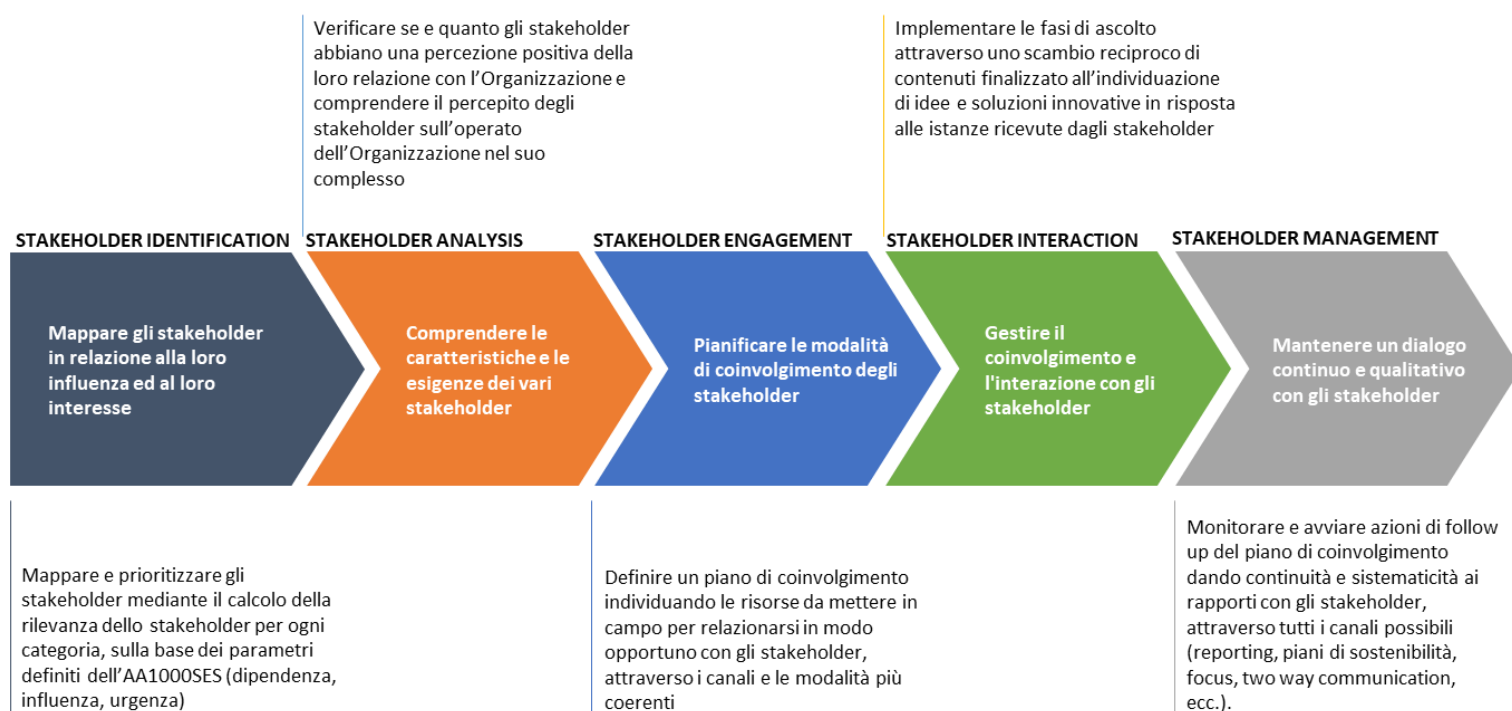 Verificare se e quanto gli stakeholder
abbiano una percezione positiva della
loro relazione con l'Organizzazione e
comprendere il percepito degli
stakeholder sull'operato
dell'Organizzazione nel suo
complesso
Implementare le fasi di ascolto
attraverso uno scambio reciproco di
contenuti finalizzato all'individuazione
di idee e soluzioni innovative in risposta
alle istanze ricevute dagli stakeholder
STAKEHOLDER IDENTIFICATION
STAKEHOLDER ANALYSIS
STAKEHOLDER ENGAGEMENT
STAKEHOLDER INTERACTION
STAKEHOLDER MANAGEMENT
Mappare gli stakeholder
in relazione alla loro
influenza ed al loro
interesse
Comprendere le
caratteristiche e le
esigenze dei vari
stakeholder
Pianificare le modalità
di coinvolgimento degli
stakeholder
Gestire il
coinvolgimento e
l'interazione con gli
stakeholder
Mantenere un dialogo
continuo e qualitativo
con gli stakeholder
Mappare e prioritizzare gli
stakeholder mediante il calcolo della
rilevanza dello stakeholder per ogni
categoria, sulla base dei parametri
definiti dell'AA1000SES (dipendenza,
influenza, urgenza)
Definire un piano di coinvolgimento
individuando le risorse da mettere in
campo per relazionarsi in modo
opportuno con gli stakeholder,
attraverso i canali e le modalità più
coerenti
Monitorare e avviare azioni di follow
up del piano di coinvolgimento
dando continuità e sistematicità ai
rapporti con gli stakeholder,
attraverso tutti i canali possibili
(reporting, piani di sostenibilità,
focus, two way communication,
ecc.).